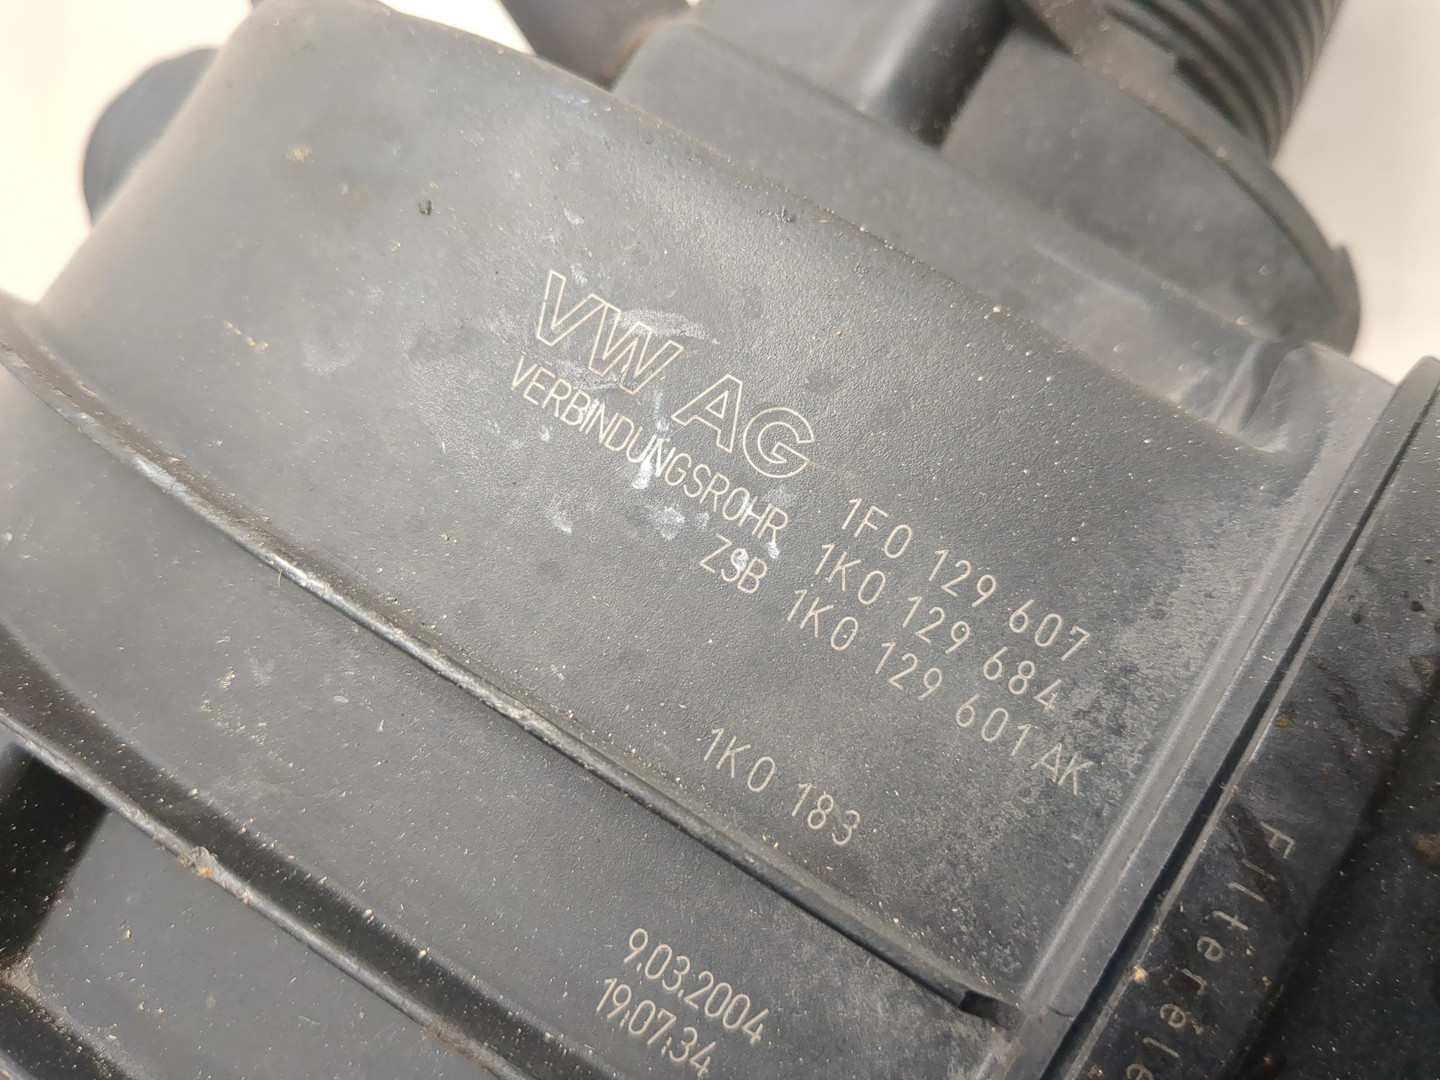 VW AG
1F0 129 607
VERBINDUNGSROHR 1K0 129 684
ZSB 1K0 129 601 AK
1K0 183
9.03.2004
19:07:34